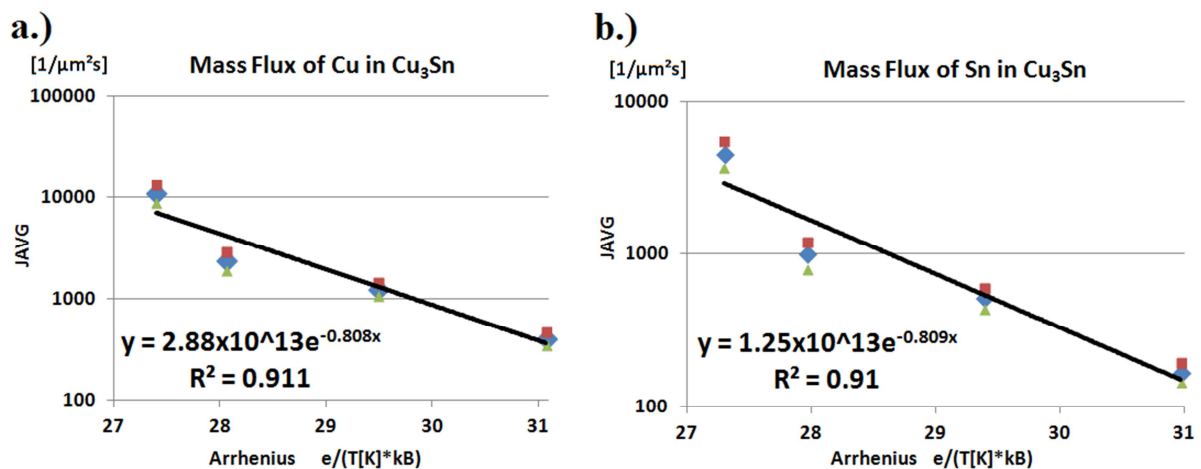 a.)
[1/µm²s]
Mass Flux of Cu in Cu₃Sn
100000
10000
1000
100
JAVG
y = 2.88x10^13e^-0.808x
R² = 0.911
27
28
29
30
31
Arrhenius e/(T[K]*kB)
b.)
[1/µm²s]
Mass Flux of Sn in Cu₃Sn
10000
1000
100
JAVG
y = 1.25x10^13e^-0.809x
R² = 0.91
27
28
29
30
31
Arrhenius e/(T[K]*kB)